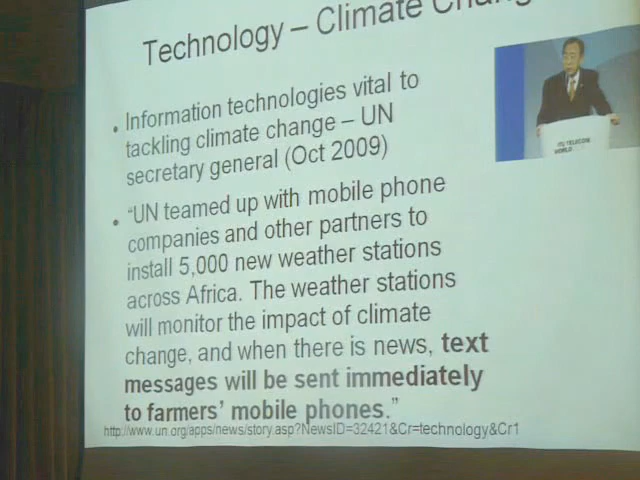 Technology – Climate Chang
• Information technologies vital to
tackling climate change – UN
secretary general (Oct 2009)
• “UN teamed up with mobile phone
companies and other partners to
install 5,000 new weather stations
across Africa. The weather stations
will monitor the impact of climate
change, and when there is news, text
messages will be sent immediately
to farmers’ mobile phones.”
http://www.un.org/apps/news/story.asp?NewsID=32421&Cr=technology&Cr1
ITU TELECOM
WORLD